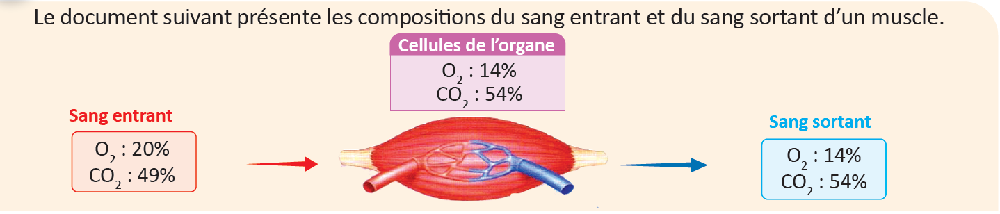 Le document suivant présente les compositions du sang entrant et du sang sortant d’un muscle.
Cellules de l’organe
O₂ : 14%
CO₂ : 54%
Sang entrant
O₂ : 20%
CO₂ : 49%
Sang sortant
O₂ : 14%
CO₂ : 54%